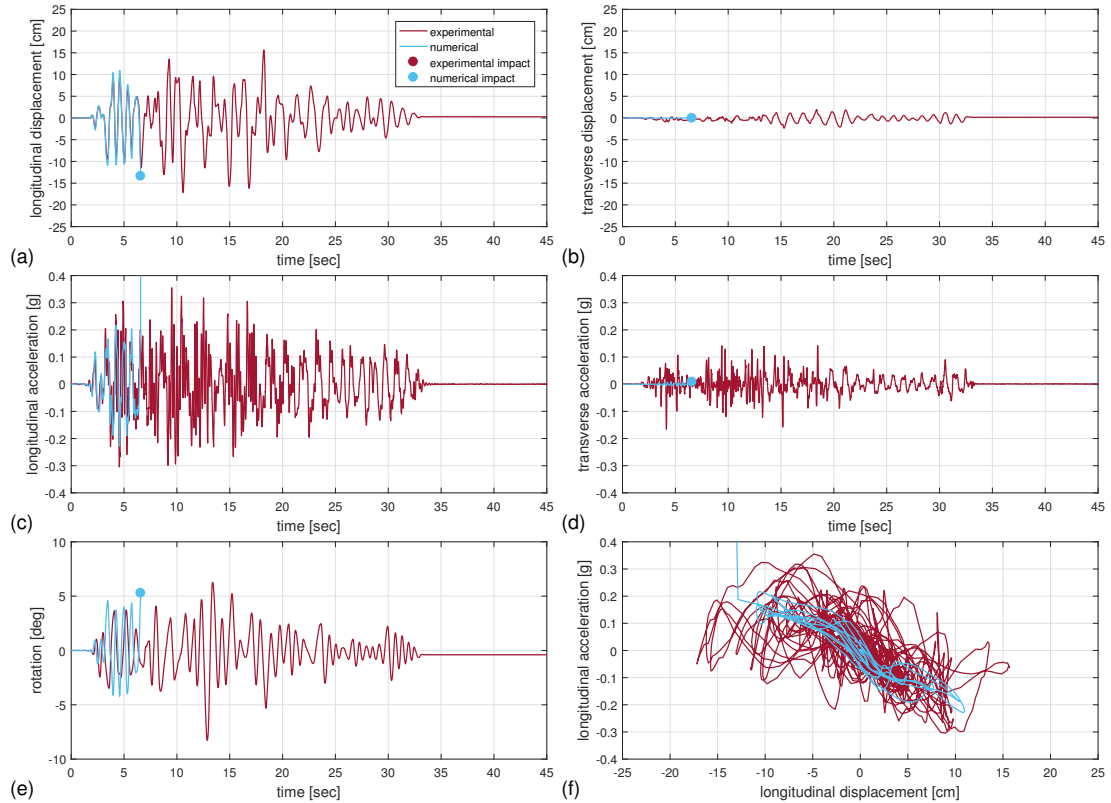 25
20
15
10
5
0
-5
-10
-15
-20
-25
longitudinal displacement [cm]
experimental
numerical
experimental impact
numerical impact
0 5 10 15 20 25 30 35 40 45
(a) time [sec]
25
20
15
10
5
0
-5
-10
-15
-20
-25
transverse displacement [cm]
0 5 10 15 20 25 30 35 40 45
(b) time [sec]
0.4
0.3
0.2
0.1
0
-0.1
-0.2
-0.3
-0.4
longitudinal acceleration [g]
0 5 10 15 20 25 30 35 40 45
(c) time [sec]
0.4
0.3
0.2
0.1
0
-0.1
-0.2
-0.3
-0.4
transverse acceleration [g]
0 5 10 15 20 25 30 35 40 45
(d) time [sec]
10
5
0
-5
-10
rotation [deg]
0 5 10 15 20 25 30 35 40 45
(e) time [sec]
0.4
0.3
0.2
0.1
0
-0.1
-0.2
-0.3
-0.4
longitudinal acceleration [g]
-25 -20 -15 -10 -5 0 5 10 15 20 25
(f) longitudinal displacement [cm]